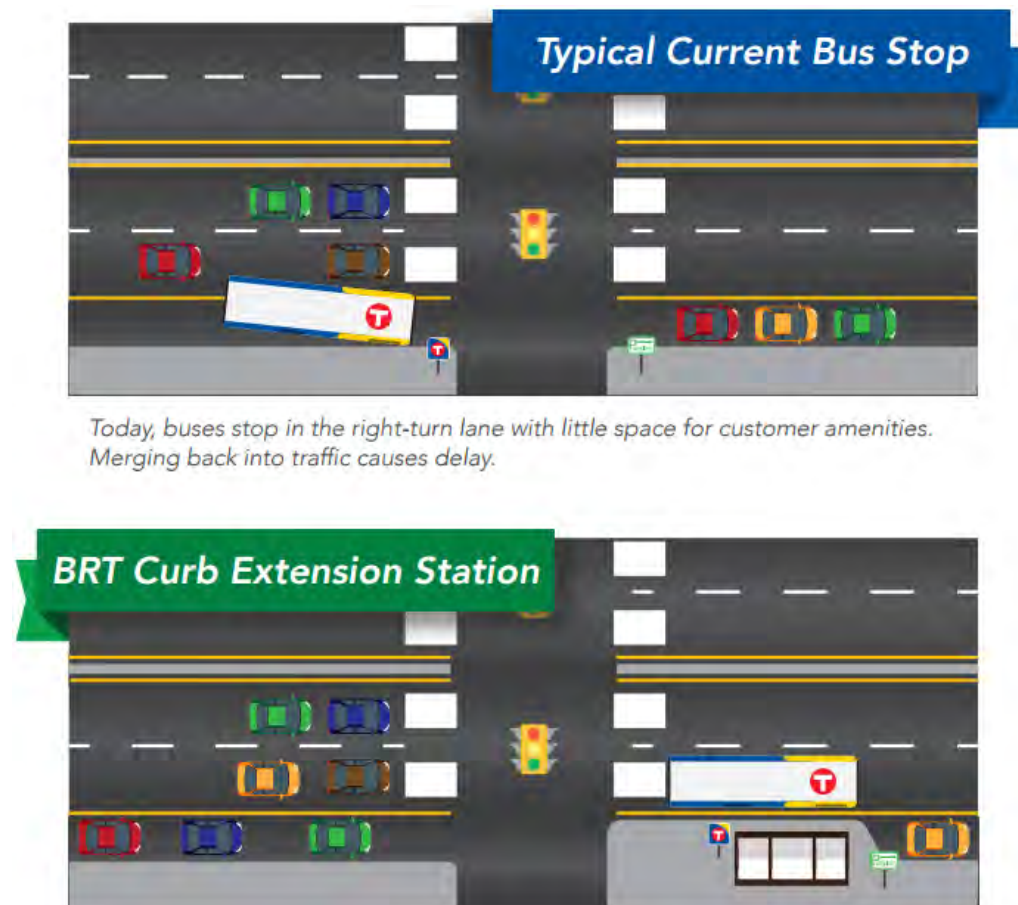 Typical Current Bus Stop
T
T
Today, buses stop in the right-turn lane with little space for customer amenities.
Merging back into traffic causes delay.
BRT Curb Extension Station
T
T